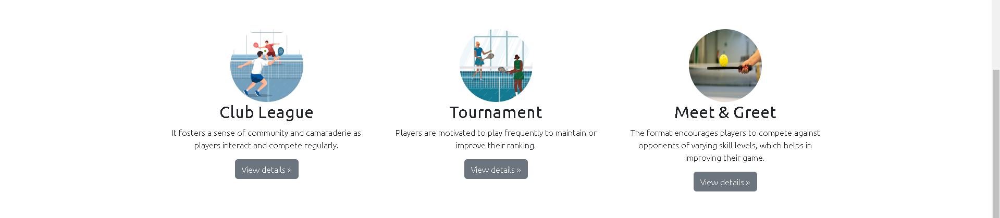 Club League
It fosters a sense of community and camaraderie as
players interact and compete regularly.
View details »
Tournament
Players are motivated to play frequently to maintain or
improve their ranking.
View details »
Meet & Greet
The format encourages players to compete against
opponents of varying skill levels, which helps in
improving their game.
View details »